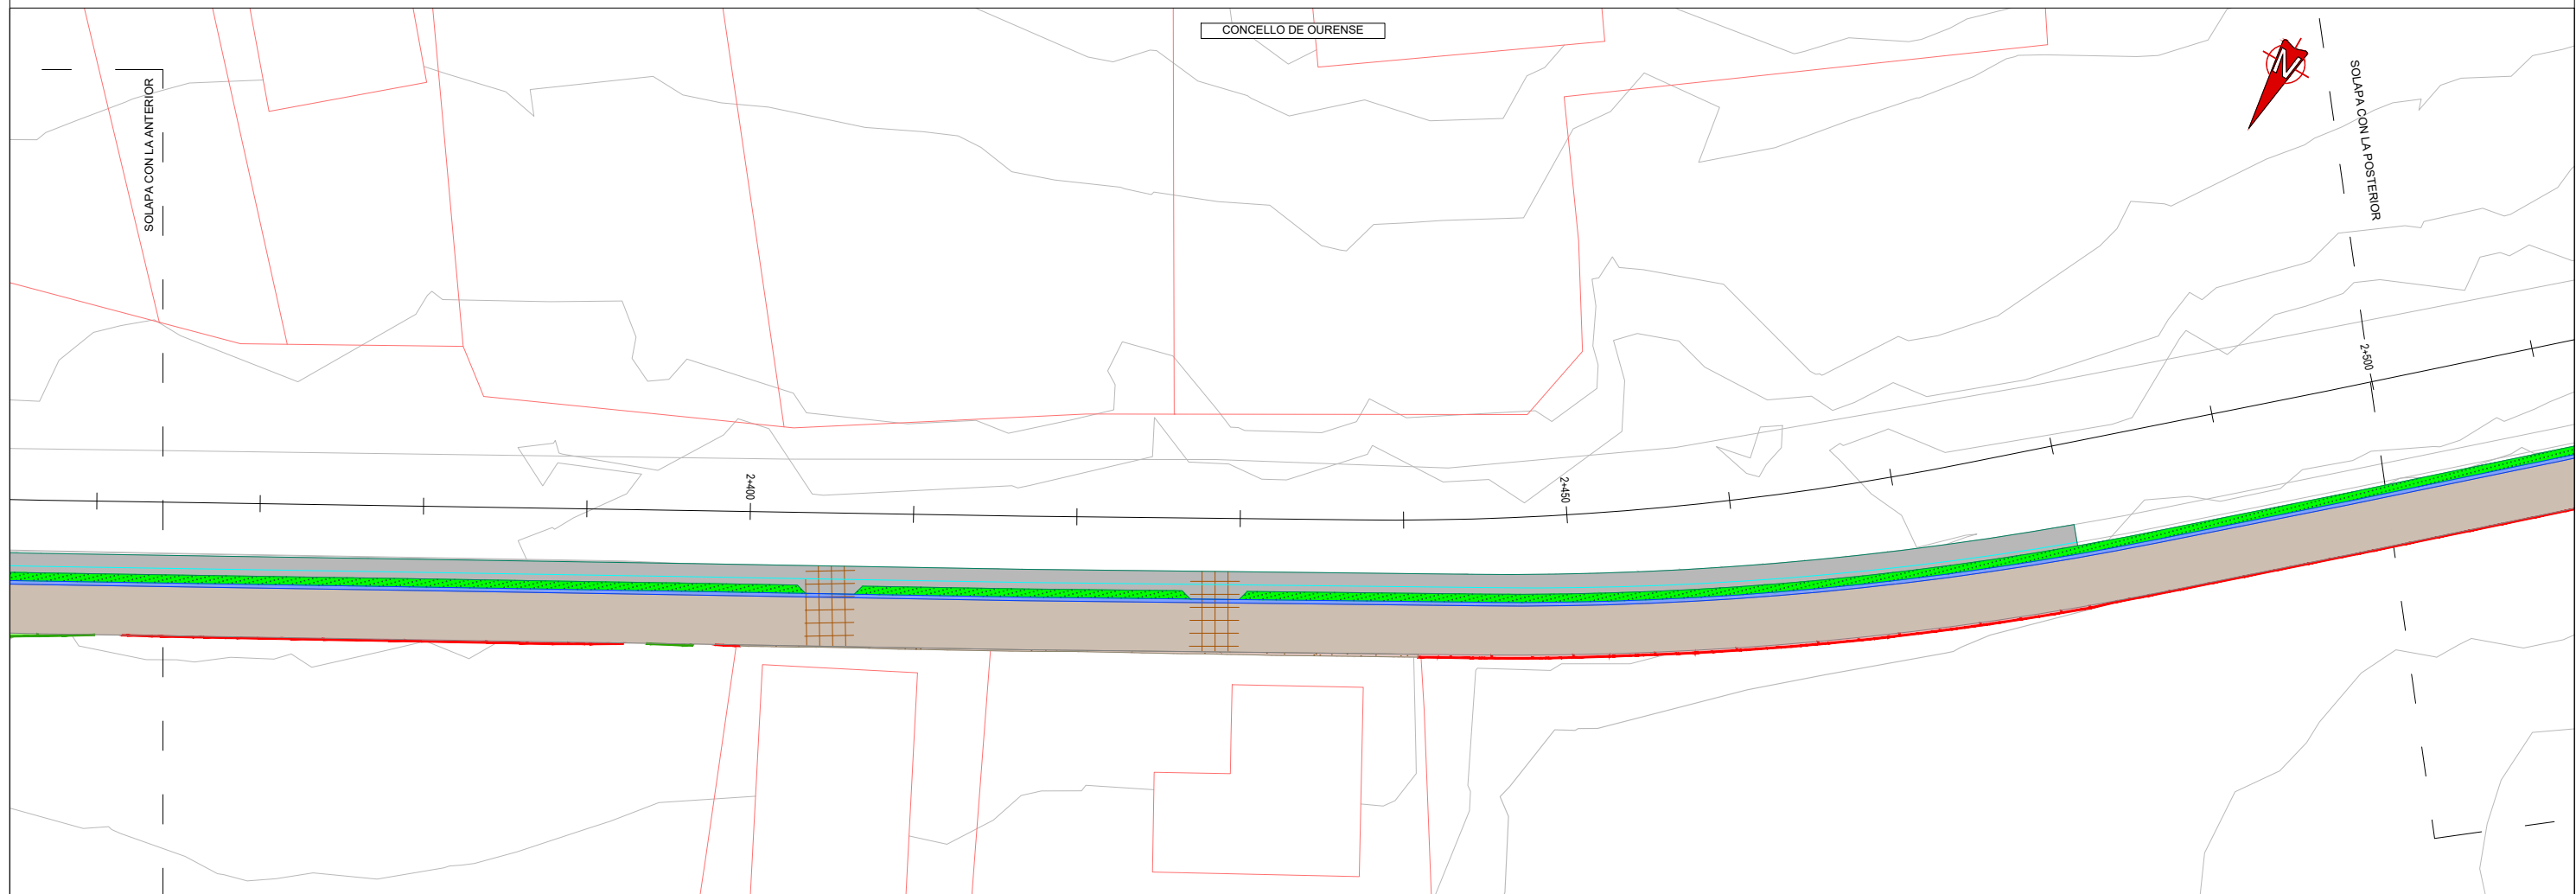 CONCELLO DE OURENSE
SOLAPA CON LA ANTERIOR
N
SOLAPA CON LA POSTERIOR
2+400
2+450
2+500